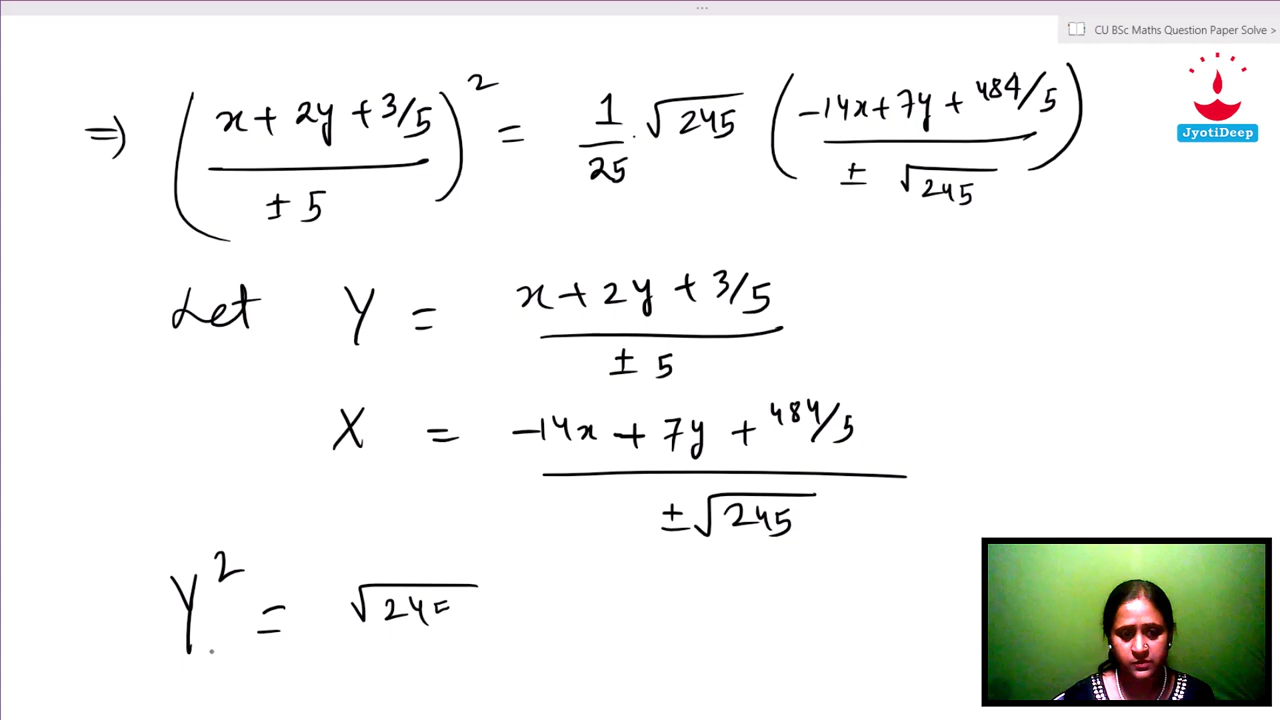 CU BSc Maths Question Paper Solve >
JyotiDeep
⇒ ((x + 2y + 3/5) / (± 5))² = 1/25 · √245 ((-14x + 7y + 484/5) / (± √245))
Let Y = (x + 2y + 3/5) / (± 5)
X = (-14x + 7y + 484/5) / (± √245)
Y² = √245